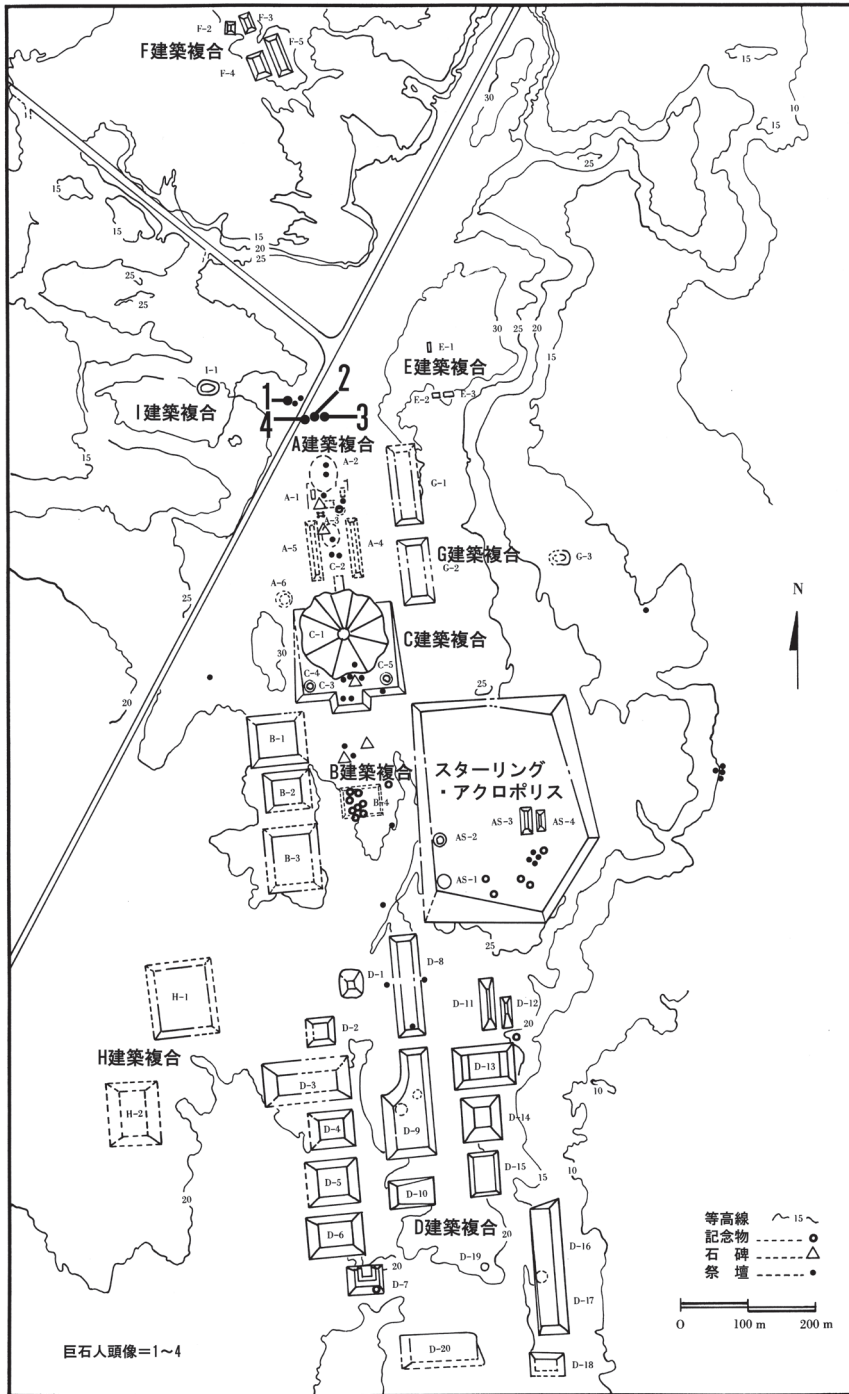 F-2
F-3
F-5
F建築複合
F-4
15
10
30
15
15
25
15
20
25
25
25
30
25
20
15
E-1
E建築複合
E-2
E-3
I-1
I建築複合
1
2
4
3
A建築複合
A-2
A-1
G-1
15
A-3
A-5
A-4
C-2
G建築複合
G-2
G-3
A-6
25
N
C-1
C建築複合
30
C-4
C-3
C-5
20
25
B-1
B建築複合
スターリング
・アクロポリス
B-2
B-4
AS-3
AS-4
AS-2
B-3
AS-1
25
D-8
H-1
D-1
D-11
D-12
D-2
20
H建築複合
D-3
D-13
10
H-2
D-4
D-9
D-14
D-15
15
10
D-5
20
D-10
D建築複合
20
D-6
D-16
D-19
20
D-7
D-17
D-20
D-18
等高線 15
記念物
石碑
祭壇
O 100 m 200 m
巨石人頭像=1〜4